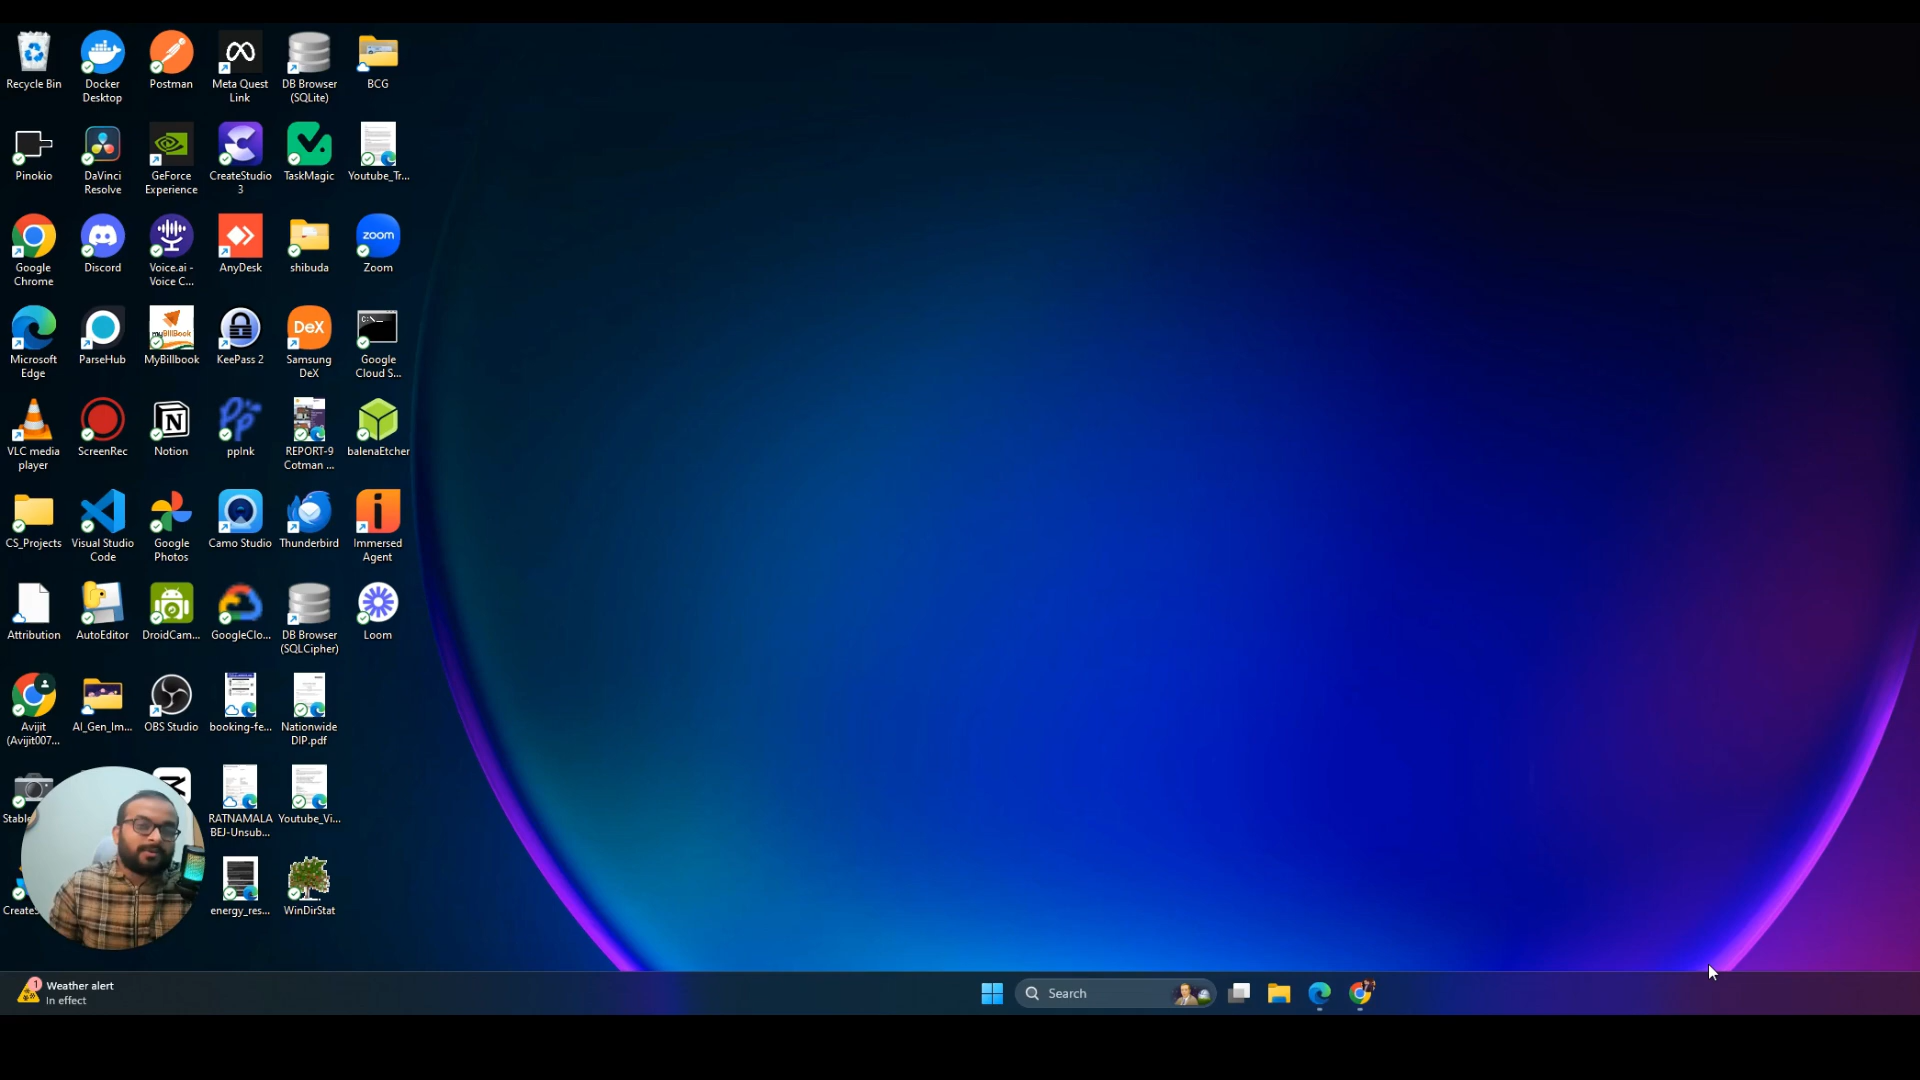 Recycle Bin
Docker
Desktop
Postman
Meta Quest
Link
DB Browser
(SQLite)
BCG
Pinokio
DaVinci
Resolve
GeForce
Experience
CreateStudio
3
TaskMagic
Youtube_Tr...
Google
Chrome
Discord
Voice.ai -
Voice C...
AnyDesk
shibuda
zoom
Zoom
Microsoft
Edge
ParseHub
myBillBook
MyBillbook
KeePass 2
DeX
Samsung
DeX
C:\>_
Google
Cloud S...
VLC media
player
ScreenRec
Notion
ppInk
REPORT-9
Cotman ...
balenaEtcher
CS_Projects
Visual Studio
Code
Google
Photos
Camo Studio
Thunderbird
Immersed
Agent
Attribution
AutoEditor
DroidCam...
GoogleClo...
DB Browser
(SQLCipher)
Loom
Avijit
(Avijit007...
AI_Gen_Im...
OBS Studio
booking-fe...
Nationwide
DIP.pdf
Stable
RATNAMALA
BEJ-Unsub...
Youtube_Vi...
energy_res...
WinDirStat
1
Weather alert
In effect
Search